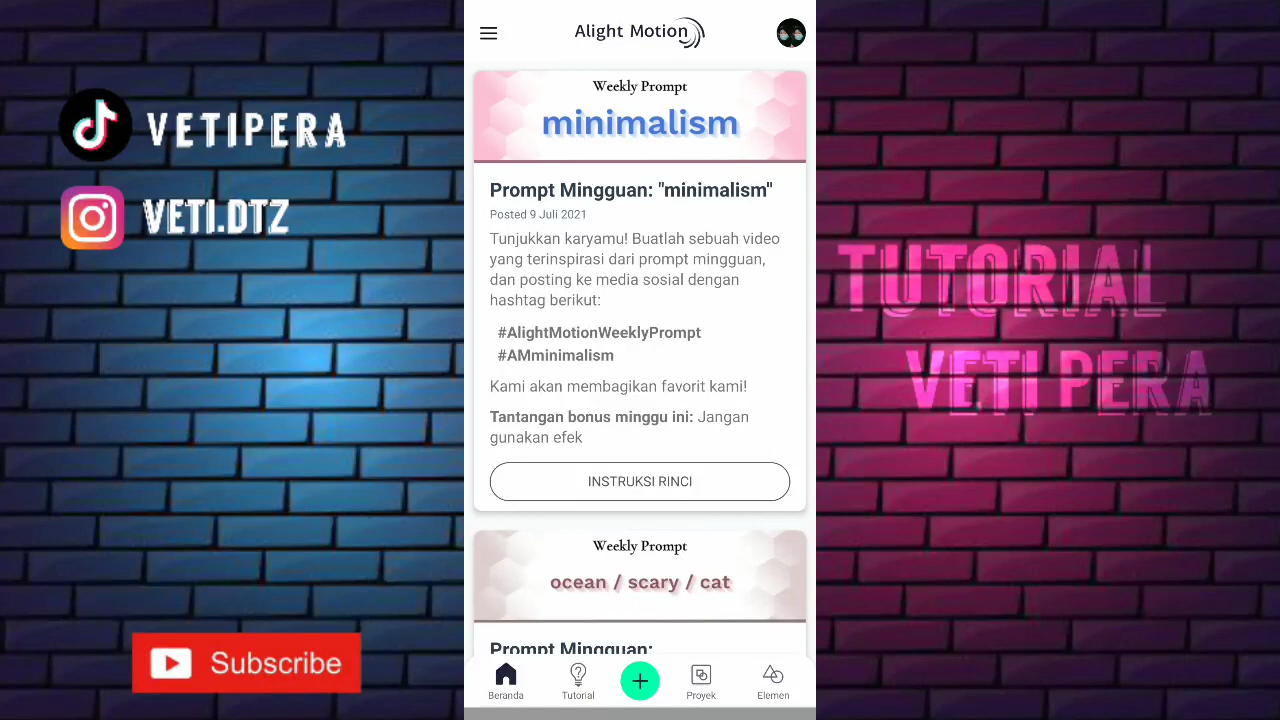 VETIPERA
VETI.DTZ
Subscribe
Alight Motion
Weekly Prompt
minimalism
Prompt Mingguan: "minimalism"
Posted 9 Juli 2021
Tunjukkan karyamu! Buatlah sebuah video
yang terinspirasi dari prompt mingguan,
dan posting ke media sosial dengan
hashtag berikut:
#AlightMotionWeeklyPrompt
#AMminimalism
Kami akan membagikan favorit kami!
Tantangan bonus minggu ini: Jangan
gunakan efek
INSTRUKSI RINCI
Weekly Prompt
ocean / scary / cat
Prompt Mingguan:
Beranda
Tutorial
Proyek
Elemen
TUTORIAL
VETI PERA